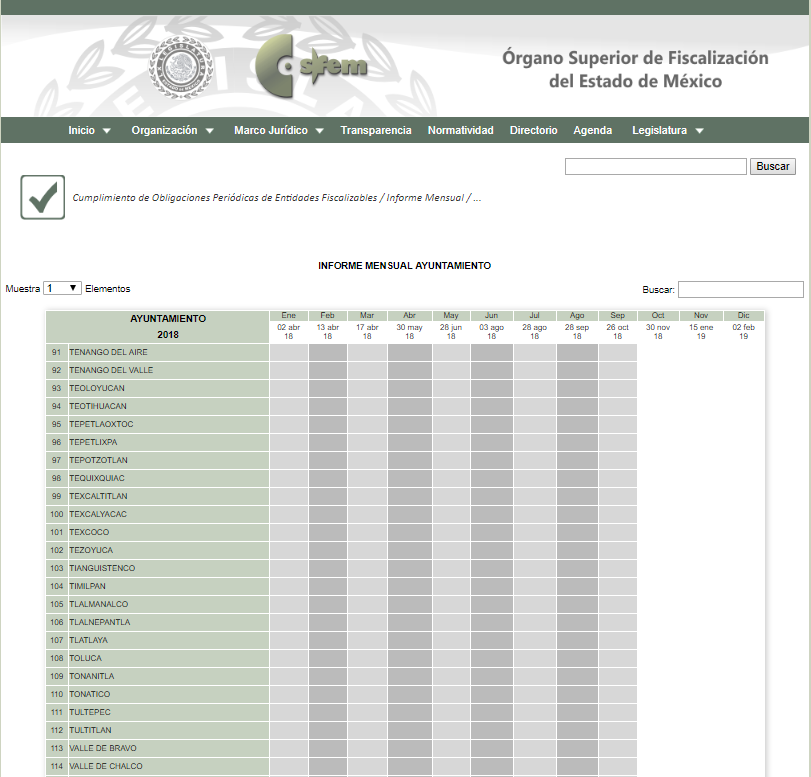 osfem
Órgano Superior de Fiscalización
del Estado de México
Inicio Organización Marco Jurídico Transparencia Normatividad Directorio Agenda Legislatura
Buscar
Cumplimiento de Obligaciones Periódicas de Entidades Fiscalizables / Informe Mensual / ...
INFORME MENSUAL AYUNTAMIENTO
Muestra 1 Elementos Buscar:
AYUNTAMIENTO Ene Feb Mar Abr May Jun Jul Ago Sep Oct Nov Dic
2018 02 abr 13 abr 17 abr 30 may 28 jun 03 ago 28 ago 28 sep 26 oct 30 nov 15 ene 02 feb
18 18 18 18 18 18 18 18 18 18 19 19
91 TENANGO DEL AIRE
92 TENANGO DEL VALLE
93 TEOLOYUCAN
94 TEOTIHUACAN
95 TEPETLAOXTOC
96 TEPETLIXPA
97 TEPOTZOTLAN
98 TEQUIXQUIAC
99 TEXCALTITLAN
100 TEXCALYACAC
101 TEXCOCO
102 TEZOYUCA
103 TIANGUISTENCO
104 TIMILPAN
105 TLALMANALCO
106 TLALNEPANTLA
107 TLATLAYA
108 TOLUCA
109 TONANITLA
110 TONATICO
111 TULTEPEC
112 TULTITLAN
113 VALLE DE BRAVO
114 VALLE DE CHALCO